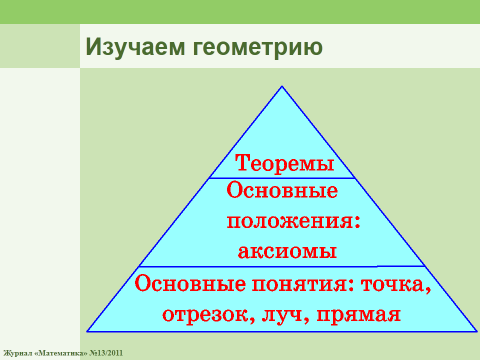 Изучаем геометрию
Теоремы
Основные
положения:
аксиомы
Основные понятия: точка,
отрезок, луч, прямая
Журнал «Математика» №13/2011